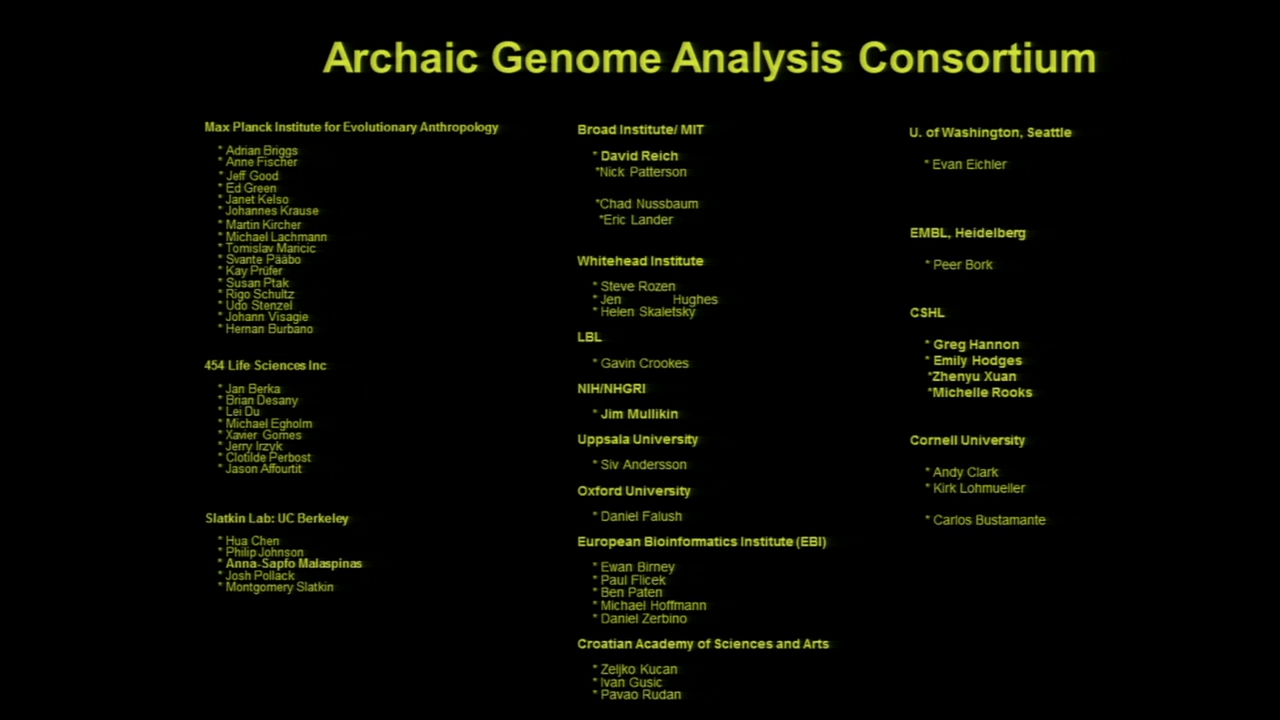 Archaic Genome Analysis Consortium
Max Planck Institute for Evolutionary Anthropology
* Adrian Briggs
* Anne Fischer
* Jeff Good
* Ed Green
* Janet Kelso
* Johannes Krause
* Martin Kircher
* Michael Lachmann
* Tomislav Maricic
* Svante Pääbo
* Kay Prüfer
* Susan Ptak
* Rigo Schultz
* Udo Stenzel
* Johann Visagie
* Hernan Burbano
454 Life Sciences Inc
* Jan Berka
* Brian Desany
* Lei Du
* Michael Egholm
* Xavier Gomes
* Jerry Irzyk
* Clotilde Perbost
* Jason Affourtit
Slatkin Lab: UC Berkeley
* Hua Chen
* Philip Johnson
* Anna-Sapfo Malaspinas
* Josh Pollack
* Montgomery Slatkin
Broad Institute/ MIT
* David Reich
*Nick Patterson
*Chad Nussbaum
*Eric Lander
Whitehead Institute
* Steve Rozen
* Jen Hughes
* Helen Skaletsky
LBL
* Gavin Crookes
NIH/NHGRI
* Jim Mullikin
Uppsala University
* Siv Andersson
Oxford University
* Daniel Falush
European Bioinformatics Institute (EBI)
* Ewan Birney
* Paul Flicek
* Ben Paten
* Michael Hoffmann
* Daniel Zerbino
Croatian Academy of Sciences and Arts
* Zeljko Kucan
* Ivan Gusic
* Pavao Rudan
U. of Washington, Seattle
* Evan Eichler
EMBL, Heidelberg
* Peer Bork
CSHL
* Greg Hannon
* Emily Hodges
*Zhenyu Xuan
*Michelle Rooks
Cornell University
* Andy Clark
* Kirk Lohmueller
* Carlos Bustamante